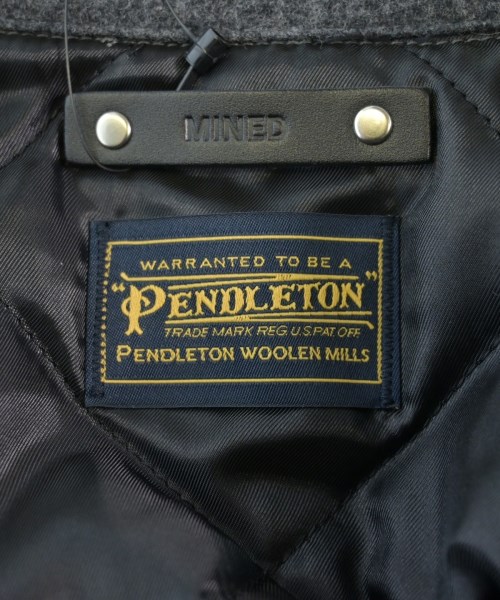 MINED
WARRANTED TO BE A
"PENDLETON"
TRADE MARK REG U.S. PAT. OFF.
PENDLETON WOOLEN MILLS